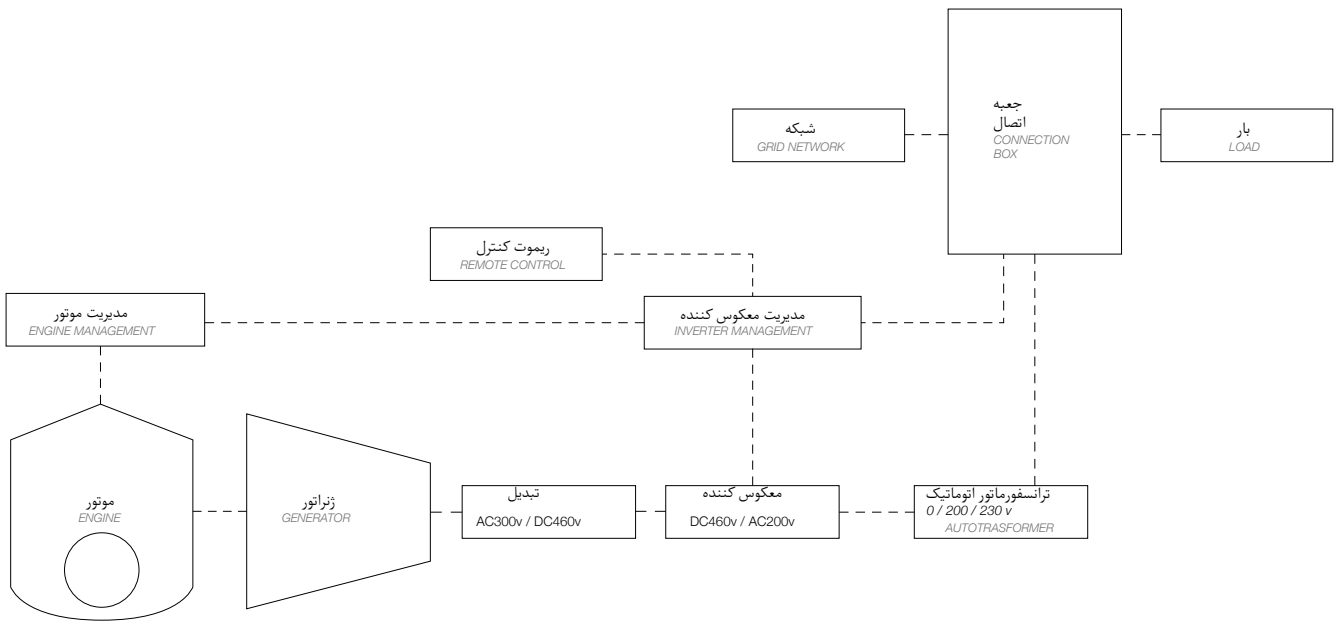 جعبه
اتصال
CONNECTION
BOX
شبکه
GRID NETWORK
بار
LOAD
ریموت کنترل
REMOTE CONTROL
مدیریت موتور
ENGINE MANAGEMENT
مدیریت معکوس کننده
INVERTER MANAGEMENT
موتور
ENGINE
ژنراتور
GENERATOR
تبدیل
AC300v / DC460v
معکوس کننده
DC460v / AC200v
ترانسفورماتور اتوماتیک
0 / 200 / 230 v
AUTOTRASFORMER